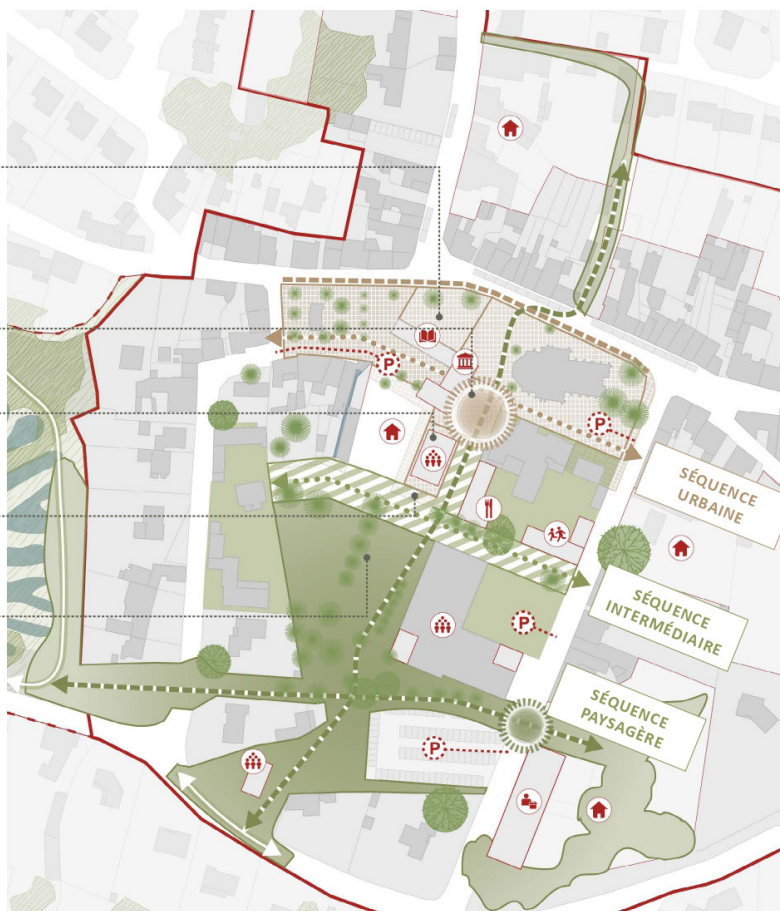 P
P
SÉQUENCE
URBAINE
SÉQUENCE
INTERMÉDIAIRE
P
SÉQUENCE
PAYSAGÈRE
P